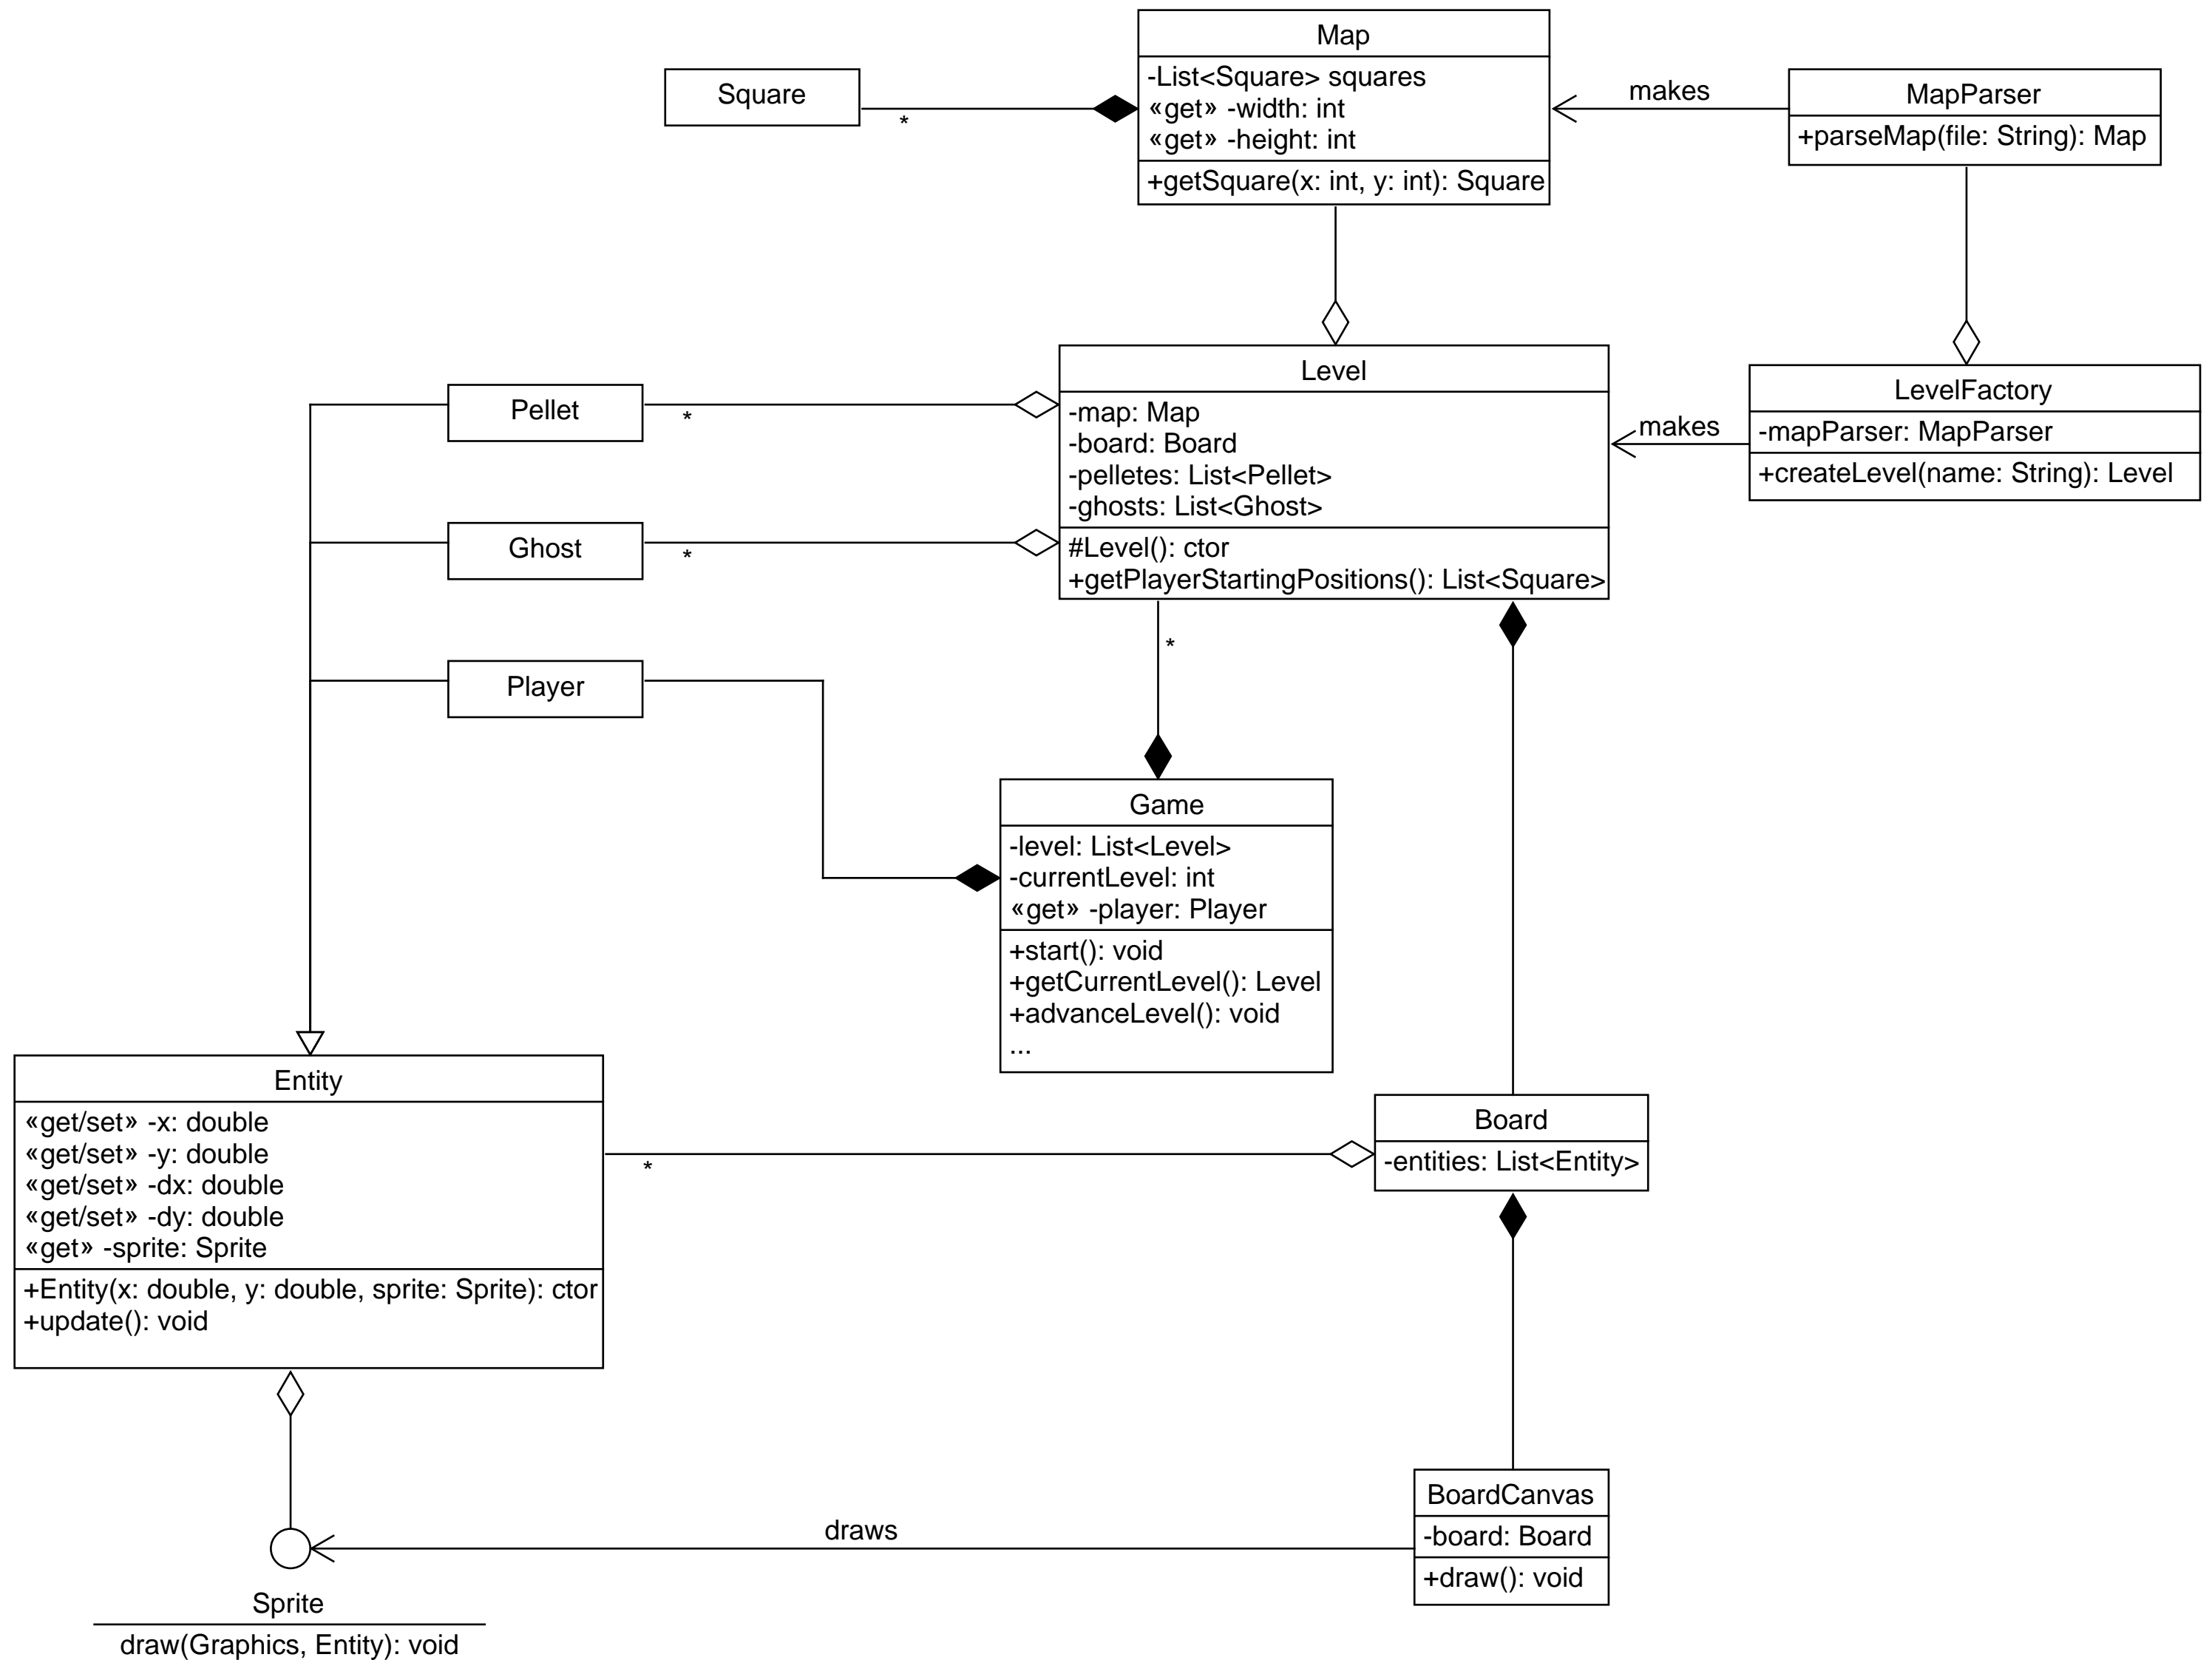 Map
-List<Square> squares
«get» -width: int
«get» -height: int
+getSquare(x: int, y: int): Square
Square
*
makes
MapParser
+parseMap(file: String): Map
Level
-map: Map
-board: Board
-pelletes: List<Pellet>
-ghosts: List<Ghost>
#Level(): ctor
+getPlayerStartingPositions(): List<Square>
makes
LevelFactory
-mapParser: MapParser
+createLevel(name: String): Level
Pellet
*
Ghost
*
Player
*
Game
-level: List<Level>
-currentLevel: int
«get» -player: Player
+start(): void
+getCurrentLevel(): Level
+advanceLevel(): void
...
Entity
«get/set» -x: double
«get/set» -y: double
«get/set» -dx: double
«get/set» -dy: double
«get» -sprite: Sprite
+Entity(x: double, y: double, sprite: Sprite): ctor
+update(): void
*
Board
-entities: List<Entity>
BoardCanvas
-board: Board
+draw(): void
draws
Sprite
draw(Graphics, Entity): void